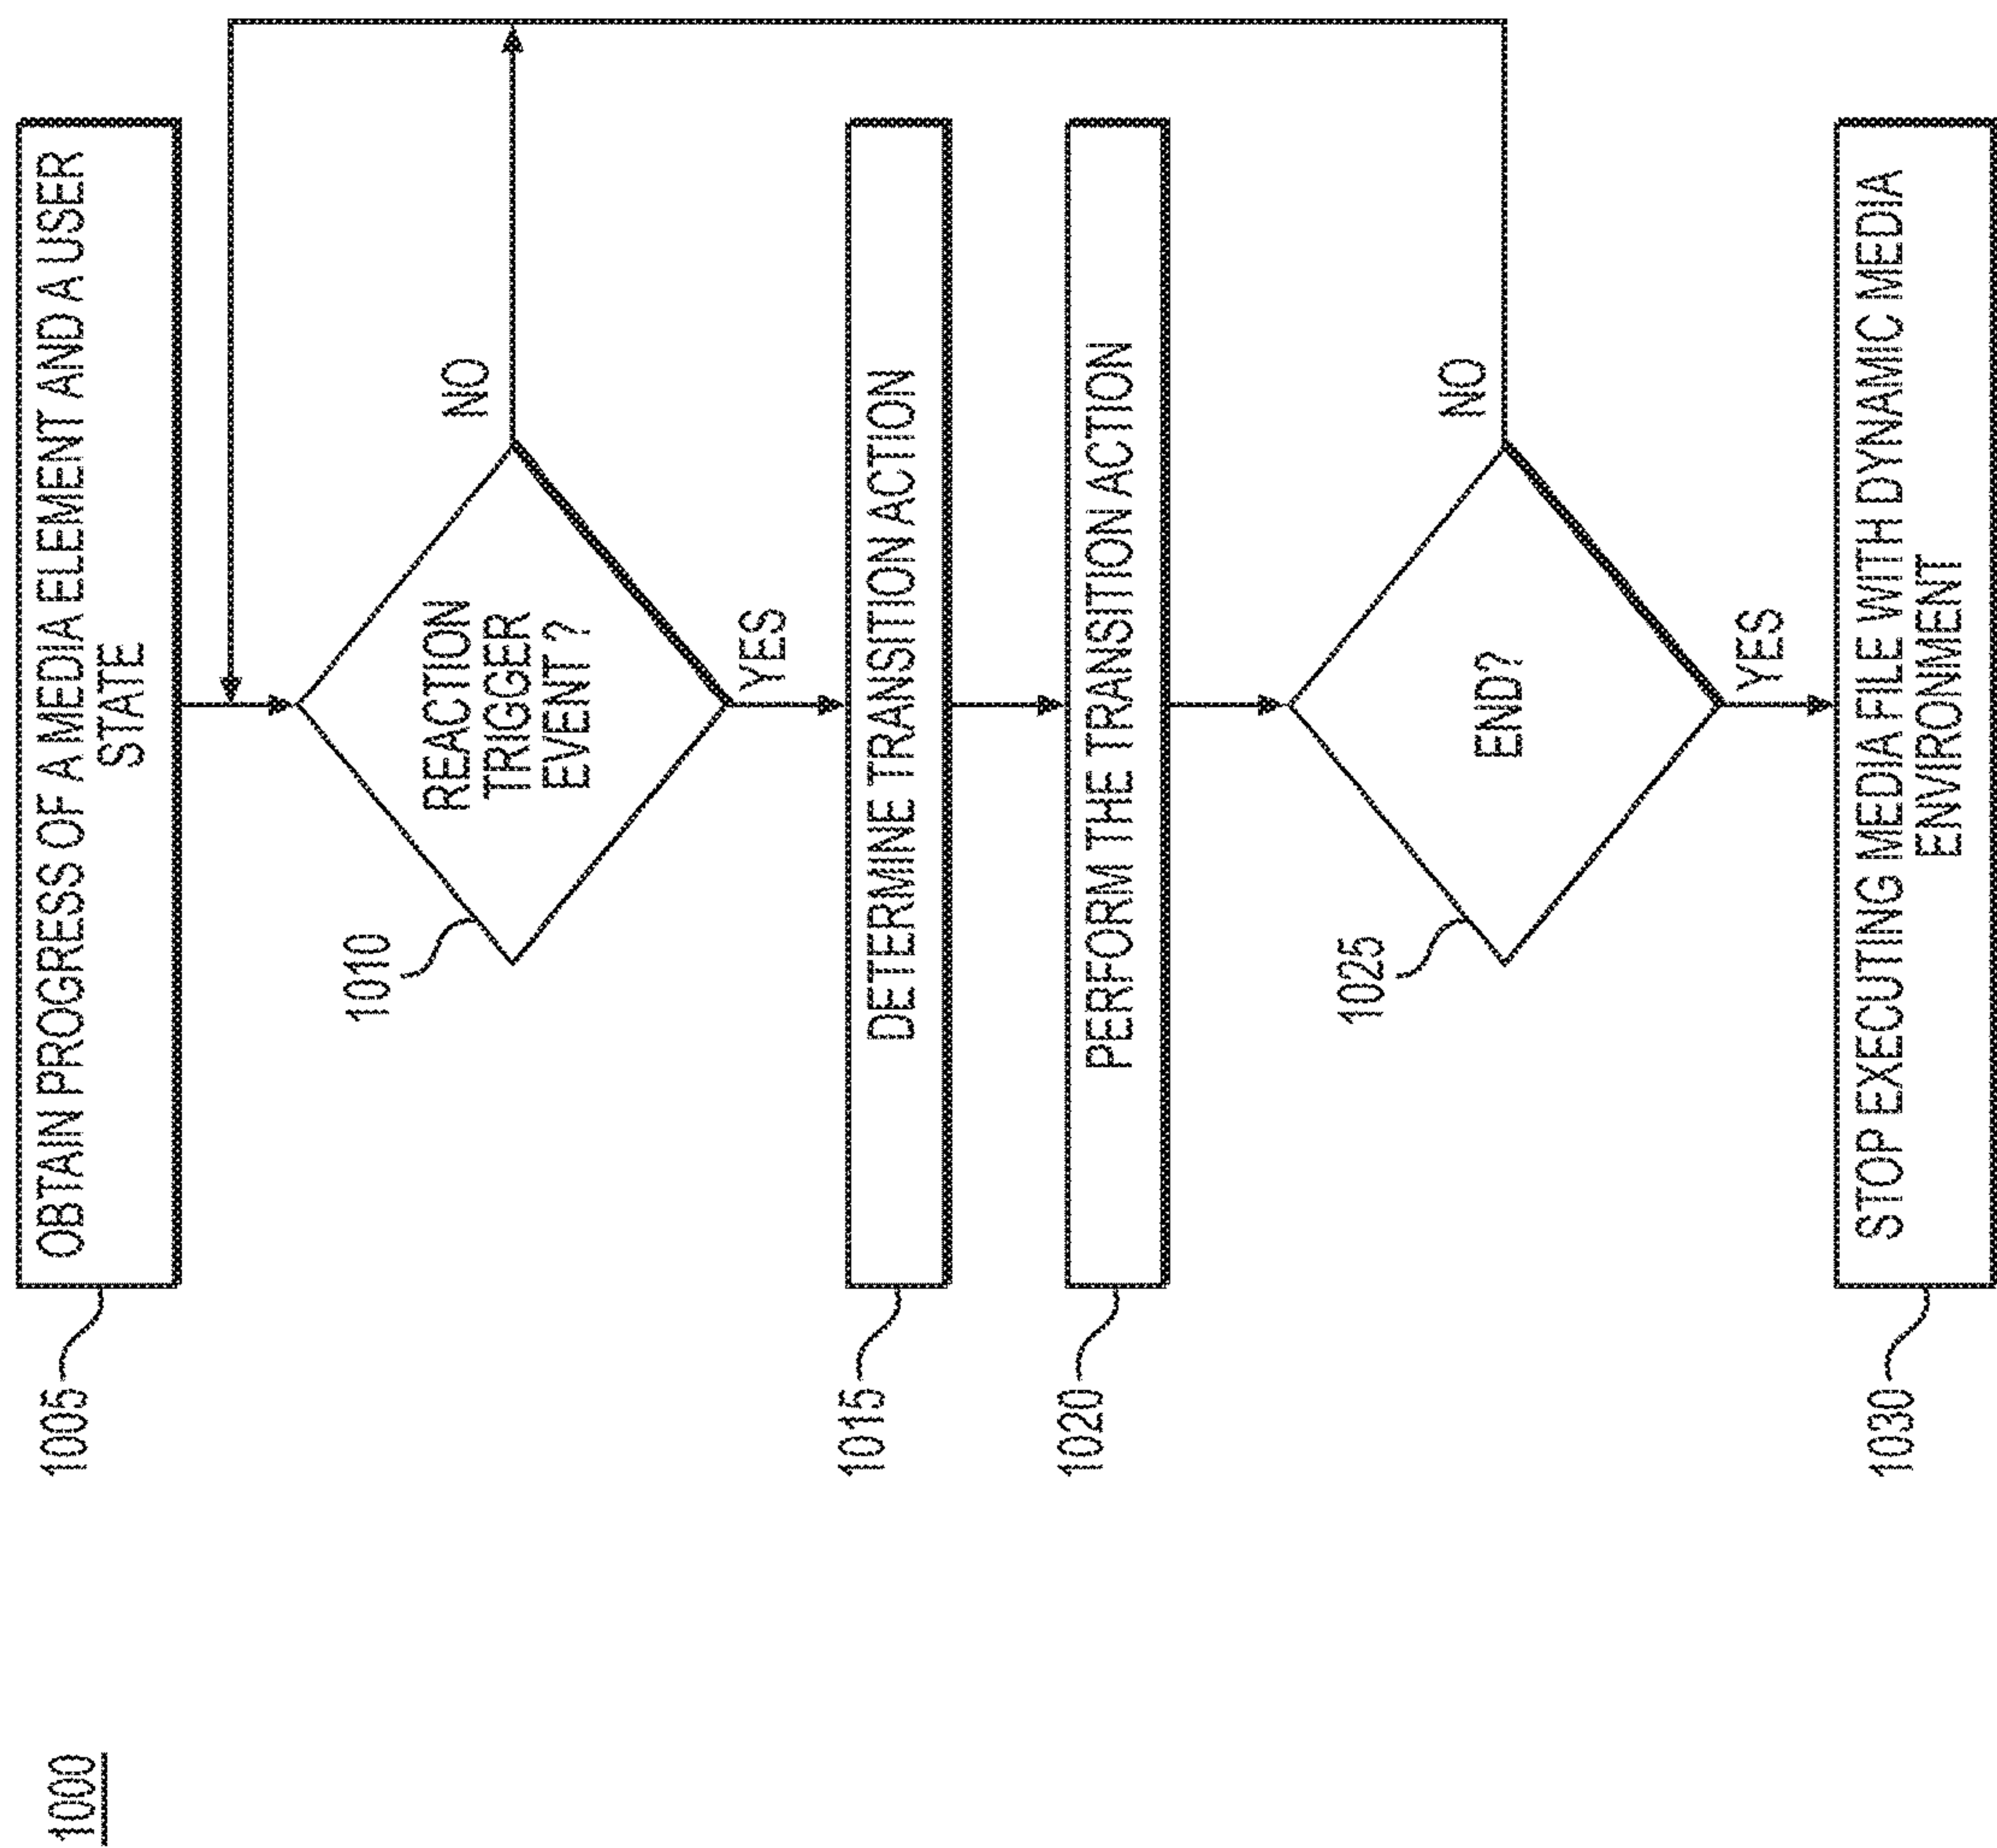 1000
1005
OBTAIN PROGRESS OF A MEDIA ELEMENT AND A USER
STATE
1010
REACTION
TRIGGER
EVENT ?
NO
YES
1015
DETERMINE TRANSITION ACTION
1020
PERFORM THE TRANSITION ACTION
1025
END?
NO
YES
1030
STOP EXECUTING MEDIA FILE WITH DYNAMIC MEDIA
ENVIRONMENT